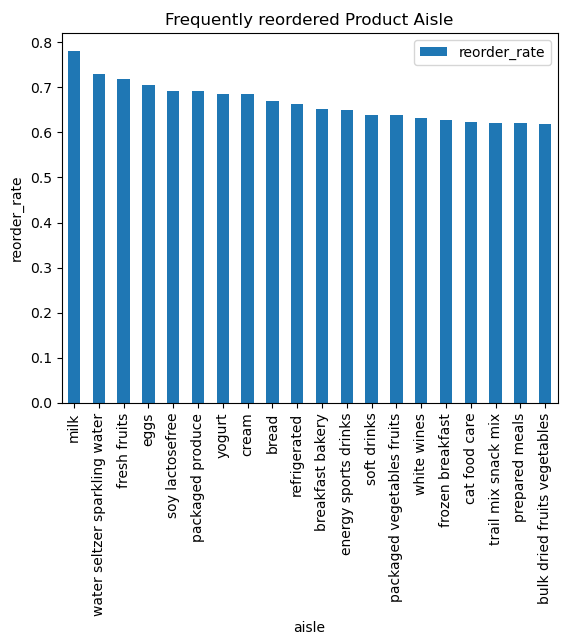 Frequently reordered Product Aisle
reorder_rate
reorder_rate
0.8
0.7
0.6
0.5
0.4
0.3
0.2
0.1
0.0
milk
water seltzer sparkling water
fresh fruits
eggs
soy lactosefree
packaged produce
yogurt
cream
bread
refrigerated
breakfast bakery
energy sports drinks
soft drinks
packaged vegetables fruits
white wines
frozen breakfast
cat food care
trail mix snack mix
prepared meals
bulk dried fruits vegetables
aisle